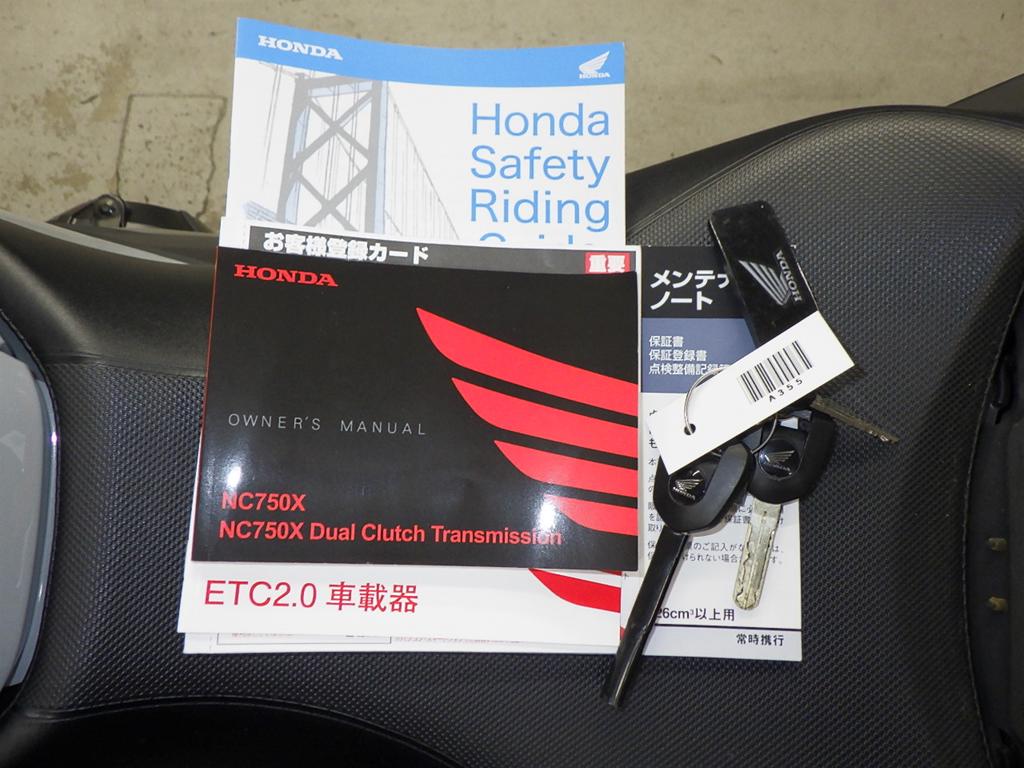 HONDA
HONDA
Honda
Safety
Riding
お客様登録カード
重要
HONDA
OWNER'S MANUAL
NC750X
NC750X Dual Clutch Transmission
ETC2.0 車載器
メンテナ
ノート
保証書
保証登録書
点検整備記録
HONDA
A355
HONDA
HONDA
26cm³以上用
常時携行